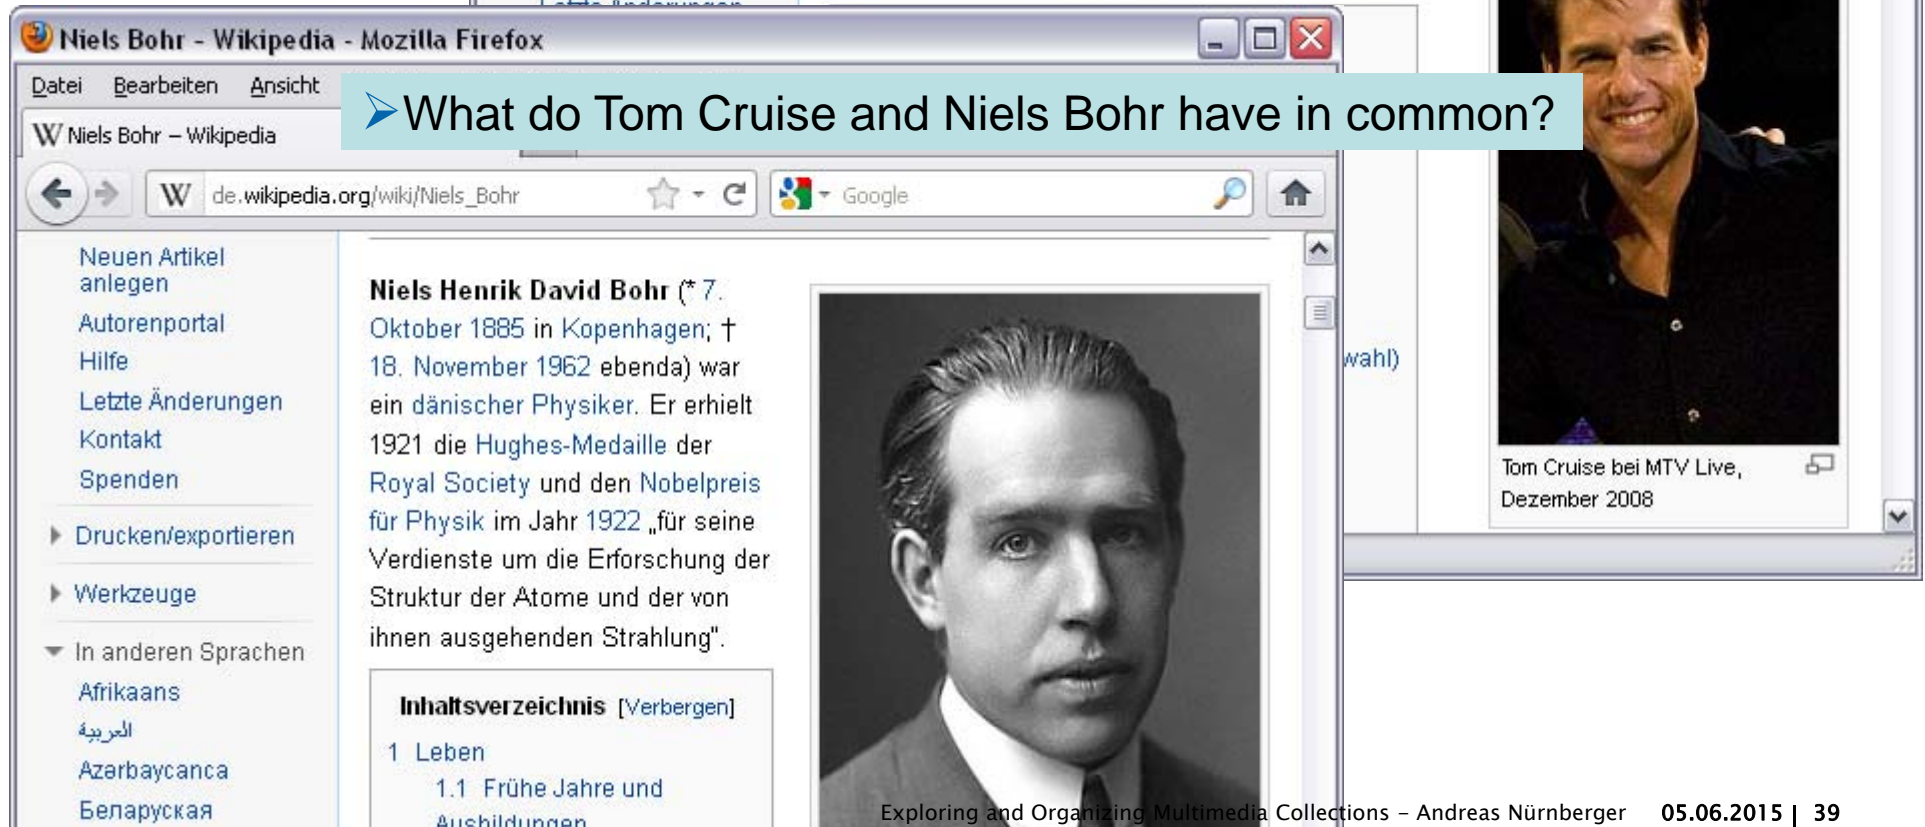 Letzte Änderungen
Niels Bohr - Wikipedia - Mozilla Firefox
Datei Bearbeiten Ansicht
➢What do Tom Cruise and Niels Bohr have in common?
W Niels Bohr – Wikipedia
W de.wikipedia.org/wiki/Niels_Bohr
Google
Neuen Artikel
anlegen
Autorenportal
Hilfe
Letzte Änderungen
Kontakt
Spenden
Drucken/exportieren
Werkzeuge
In anderen Sprachen
Afrikaans
العربية
Azərbaycanca
Беларуская
Niels Henrik David Bohr (* 7.
Oktober 1885 in Kopenhagen; †
18. November 1962 ebenda) war
ein dänischer Physiker. Er erhielt
1921 die Hughes-Medaille der
Royal Society und den Nobelpreis
für Physik im Jahr 1922 „für seine
Verdienste um die Erforschung der
Struktur der Atome und der von
ihnen ausgehenden Strahlung".
Inhaltsverzeichnis [Verbergen]
1 Leben
1.1 Frühe Jahre und
Ausbildungen
wahl)
Tom Cruise bei MTV Live,
Dezember 2008
Exploring and Organizing Multimedia Collections – Andreas Nürnberger 05.06.2015 | 39